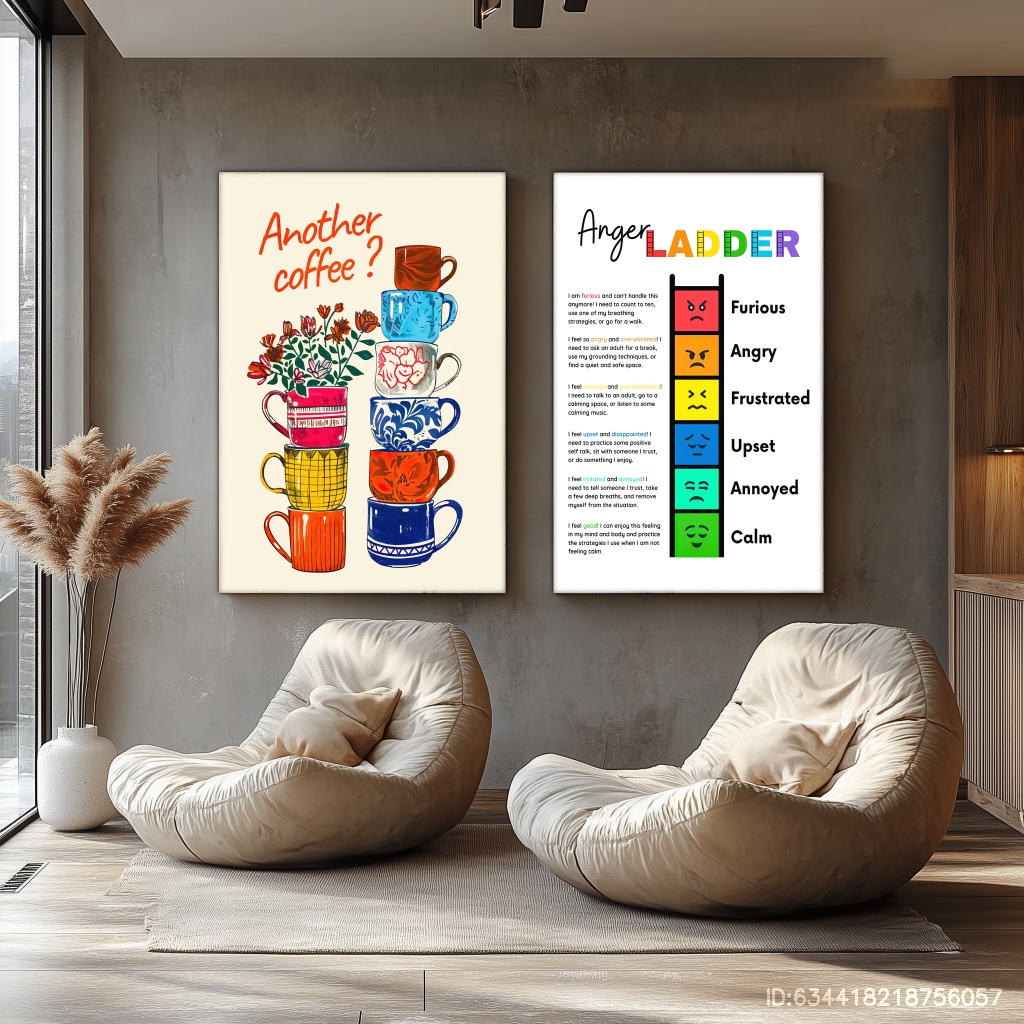 Another
coffee ?
Anger LADDER
I am furious and can't handle this
anymore! I need to count to ten,
use one of my breathing
strategies, or go for a walk.
Furious
I feel so angry and overwhelmed! I
need to ask an adult for a break,
use my grounding techniques, or
find a quiet and safe space.
Angry
I feel stressed and overstimulated!
I need to talk to an adult, go to a
calming space, or listen to some
calming music.
Frustrated
I feel upset and disappointed! I
need to practice some positive
self talk, sit with someone I trust,
or do something I enjoy.
Upset
I feel irritated and annoyed! I
need to tell someone I trust, take
a few deep breaths, and remove
myself from the situation.
Annoyed
I feel good! I can enjoy this feeling
in my mind and body and practice
the strategies I use when I am not
feeling calm.
Calm
ID:634418218756057